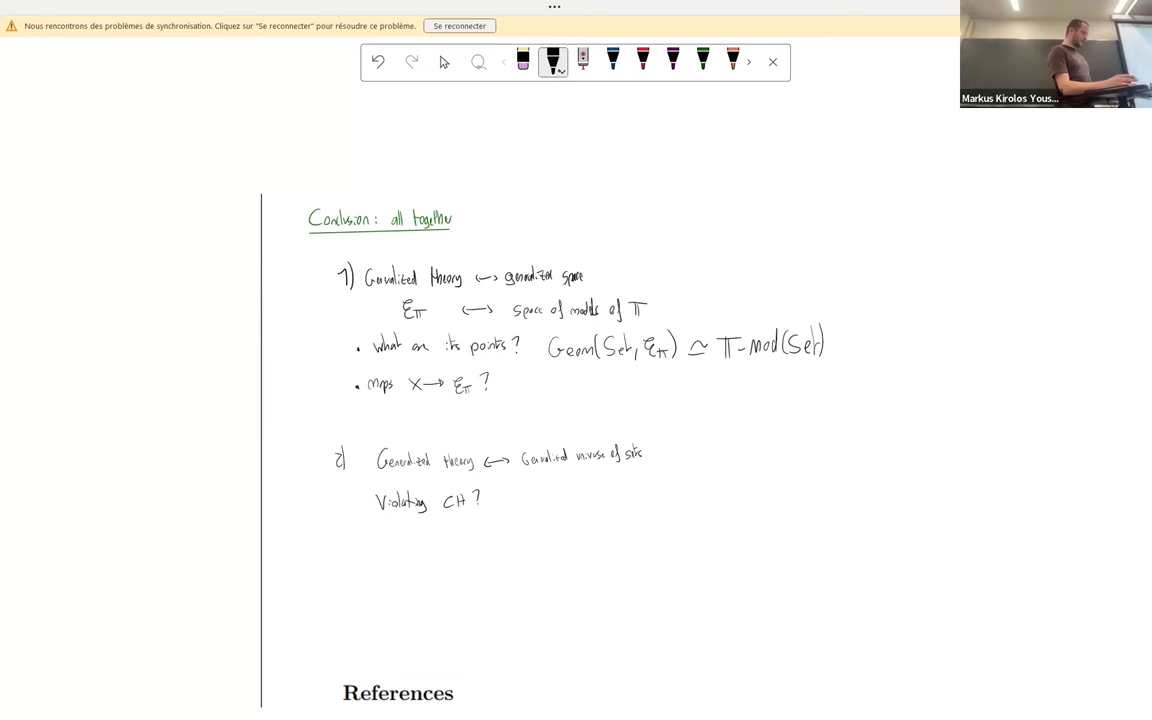 Nous rencontrons des problèmes de synchronisation. Cliquez sur "Se reconnecter" pour résoudre ce problème. Se reconnecter
Markus Kirolos Yous...
Conclusion: all together
1) Generalized theory ↔ generalized space
ℰ_𝕋 ↔ space of models of 𝕋
• What are its points? Geom(Set, ℰ_𝕋) ≃ 𝕋-mod(Set)
• Maps X → ℰ_𝕋 ?
2) Generalized theory ↔ Generalized universe of sets
Violating CH ?
References